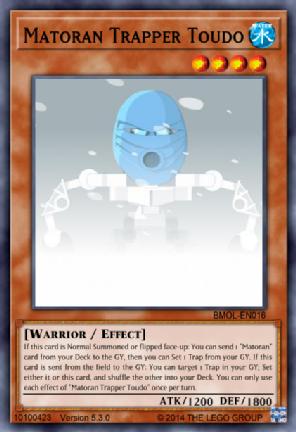 MATORAN TRAPPER TOUDO
WATER
水
BMOL-EN016
[WARRIOR / EFFECT]
If this card is Normal Summoned or flipped face-up: You can send 1 "Matoran"
card from your Deck to the GY, then you can Set 1 Trap from your GY. If this
card is sent from the field to the GY: You can target 1 Trap in your GY; Set
either it or this card, and shuffle the other into your Deck. You can only use
each effect of "Matoran Trapper Toudo" once per turn.
ATK/1200 DEF/1800
10100423 Version 5.3.0 ©2014 THE LEGO GROUP